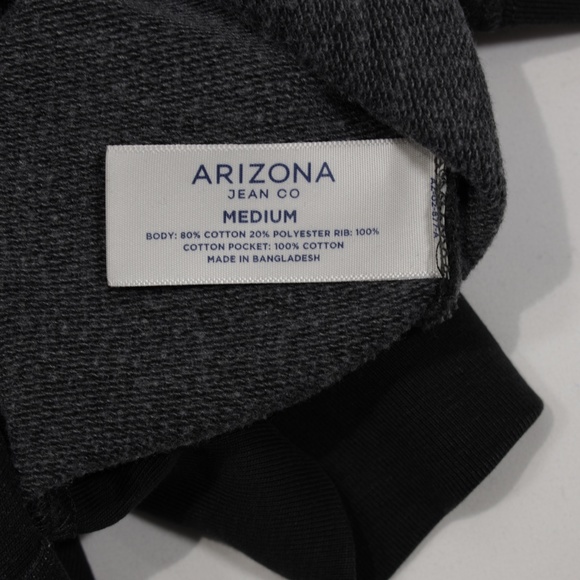 ARIZONA
JEAN CO
MEDIUM
BODY: 80% COTTON 20% POLYESTER RIB: 100%
COTTON POCKET: 100% COTTON
MADE IN BANGLADESH